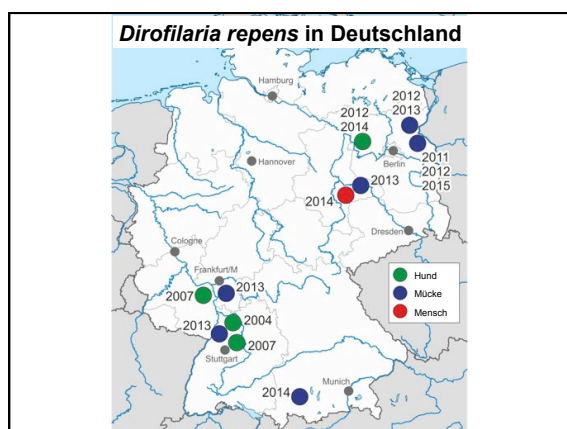 Dirofilaria repens in Deutschland
Hamburg
2012
2014
2012
2013
Hannover
Berlin
2011
2012
2015
2013
2014
Dresden
Cologne
Frankfurt/M
2007
2013
Hund
Mücke
Mensch
2004
2013
2007
Stuttgart
2014
Munich